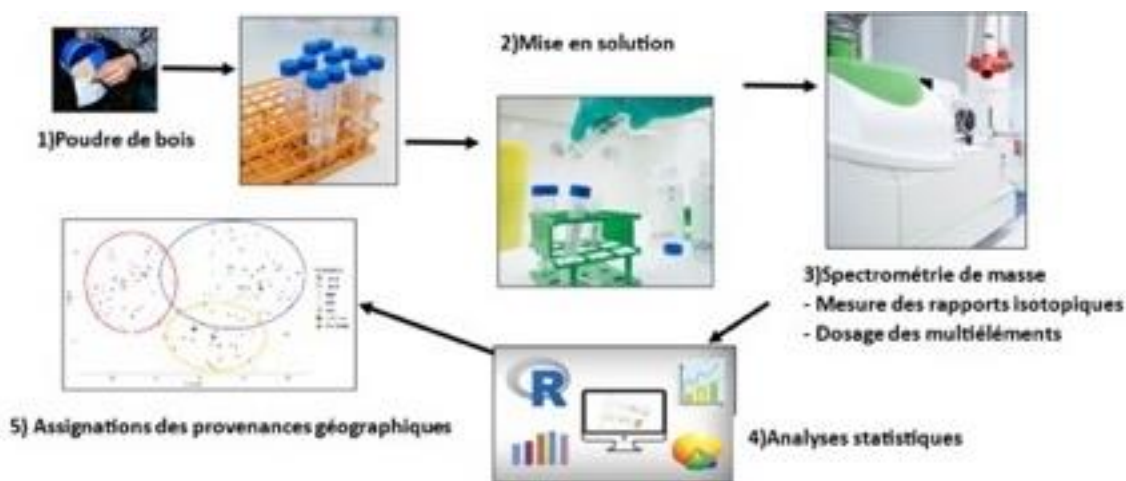 1)Poudre de bois
2)Mise en solution
3)Spectrométrie de masse
- Mesure des rapports isotopiques
- Dosage des multiéléments
R
4)Analyses statistiques
5) Assignations des provenances géographiques